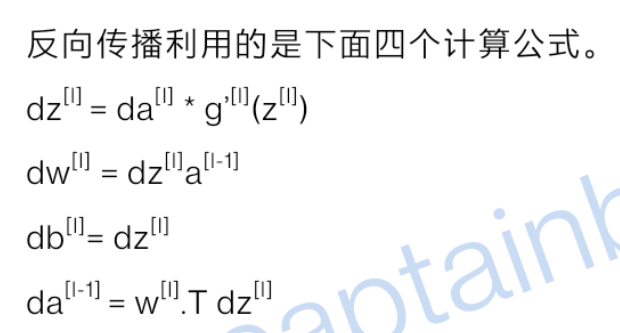 反向传播利用的是下面四个计算公式。
dz^[l] = da^[l] * g'^[l](z^[l])
dw^[l] = dz^[l]a^[l-1]
db^[l]= dz^[l]
da^[l-1] = w^[l].T dz^[l]